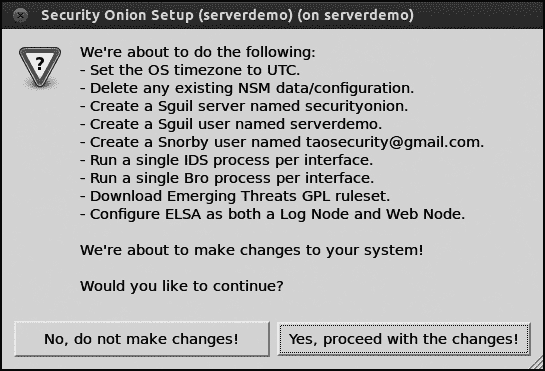 Security Onion Setup (serverdemo) (on serverdemo)
?
We're about to do the following:
- Set the OS timezone to UTC.
- Delete any existing NSM data/configuration.
- Create a Sguil server named securityonion.
- Create a Sguil user named serverdemo.
- Create a Snorby user named taosecurity@gmail.com.
- Run a single IDS process per interface.
- Run a single Bro process per interface.
- Download Emerging Threats GPL ruleset.
- Configure ELSA as both a Log Node and Web Node.
We're about to make changes to your system!
Would you like to continue?
No, do not make changes!
Yes, proceed with the changes!